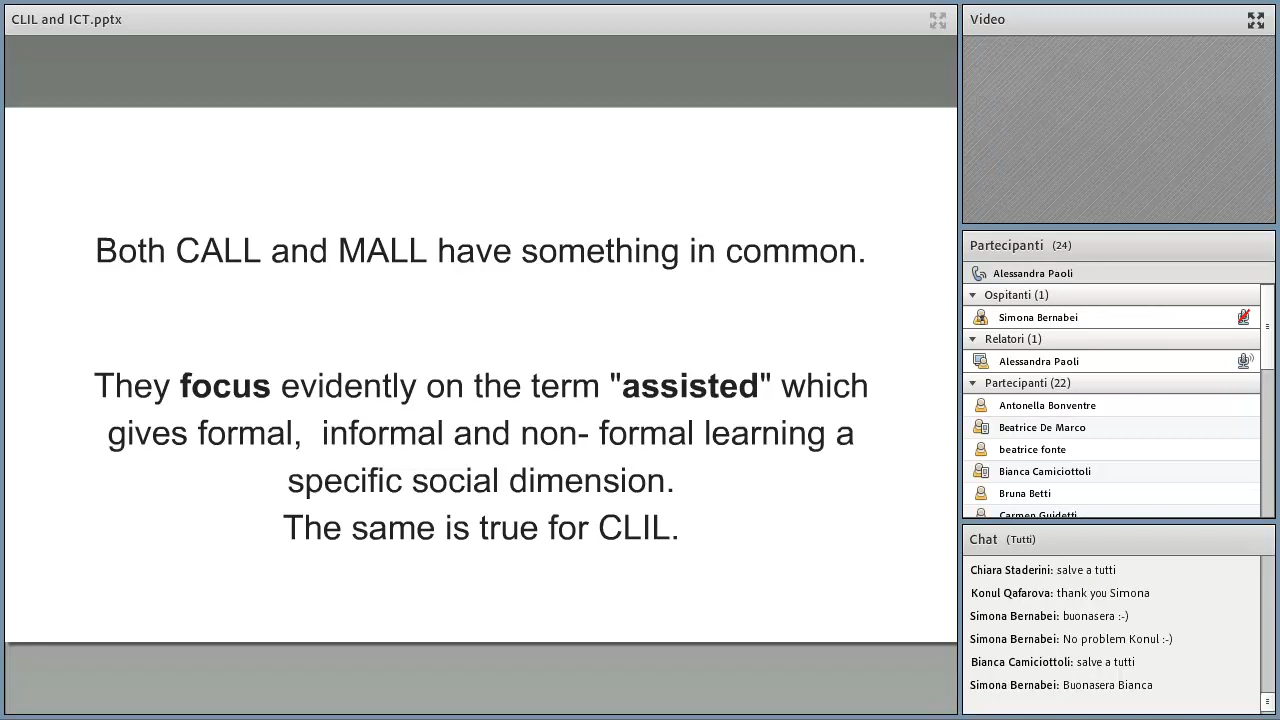 CLIL and ICT.pptx
Both CALL and MALL have something in common.
They focus evidently on the term "assisted" which
gives formal,  informal and non- formal learning a
specific social dimension.
The same is true for CLIL.
Video
Partecipanti (24)
Alessandra Paoli
Ospitanti (1)
Simona Bernabei
Relatori (1)
Alessandra Paoli
Partecipanti (22)
Antonella Bonventre
Beatrice De Marco
beatrice fonte
Bianca Camiciottoli
Bruna Betti
Carmen Guidetti
Chat (Tutti)
Chiara Staderini: salve a tutti
Konul Qafarova: thank you Simona
Simona Bernabei: buonasera :-)
Simona Bernabei: No problem Konul :-)
Bianca Camiciottoli: salve a tutti
Simona Bernabei: Buonasera Bianca